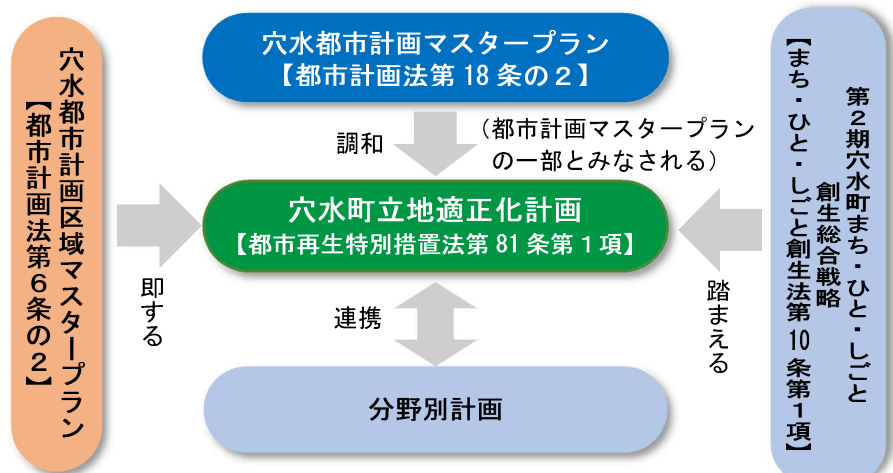 穴水都市計画マスタープラン
【都市計画法第18条の2】
調和
（都市計画マスタープラン
の一部とみなされる）
穴水都市計画区域マスタープラン
【都市計画法第6条の2】
即する
穴水町立地適正化計画
【都市再生特別措置法第81条第1項】
第2期穴水町まち・ひと・しごと
創生総合戦略
【まち・ひと・しごと創生法第10条第1項】
踏まえる
連携
分野別計画